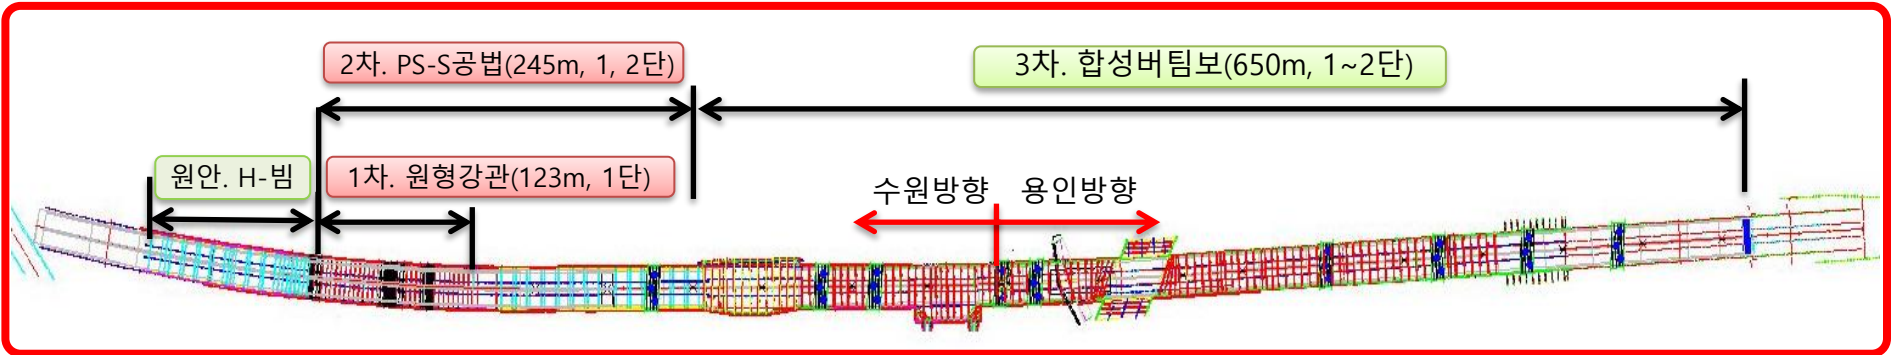 2차. PS-S공법(245m, 1, 2단)
3차. 합성버팀보(650m, 1~2단)
원안. H-빔
1차. 원형강관(123m, 1단)
수원방향
용인방향